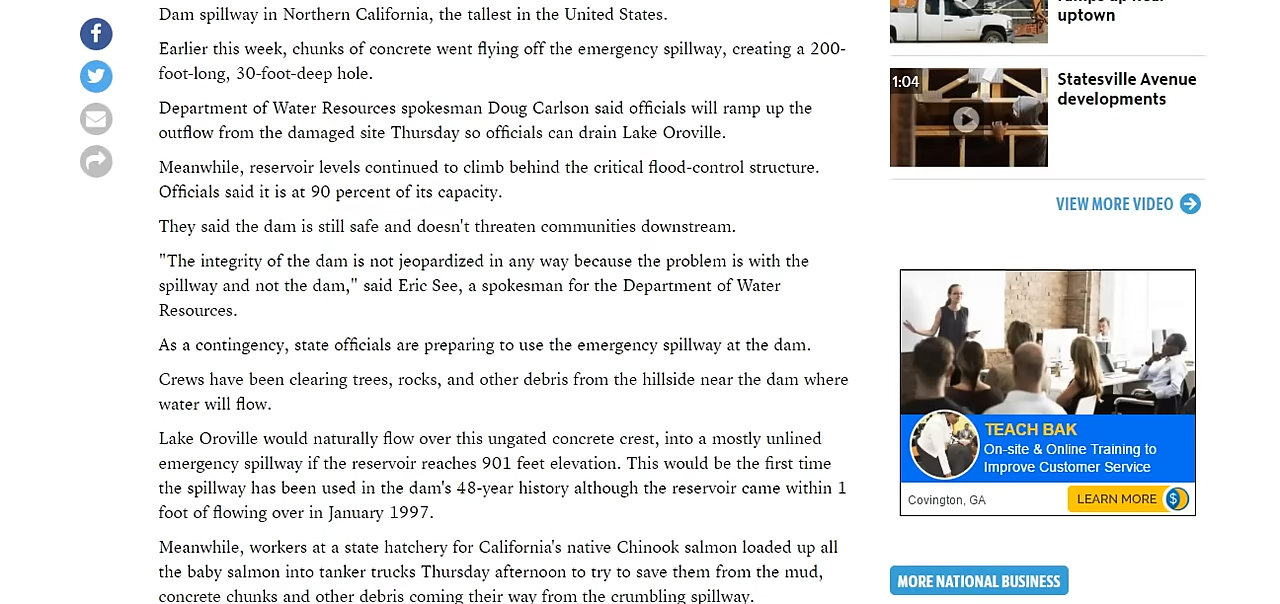 Dam spillway in Northern California, the tallest in the United States.
Earlier this week, chunks of concrete went flying off the emergency spillway, creating a 200-
foot-long, 30-foot-deep hole.
Department of Water Resources spokesman Doug Carlson said officials will ramp up the
outflow from the damaged site Thursday so officials can drain Lake Oroville.
Meanwhile, reservoir levels continued to climb behind the critical flood-control structure.
Officials said it is at 90 percent of its capacity.
They said the dam is still safe and doesn't threaten communities downstream.
"The integrity of the dam is not jeopardized in any way because the problem is with the
spillway and not the dam," said Eric See, a spokesman for the Department of Water
Resources.
As a contingency, state officials are preparing to use the emergency spillway at the dam.
Crews have been clearing trees, rocks, and other debris from the hillside near the dam where
water will flow.
Lake Oroville would naturally flow over this ungated concrete crest, into a mostly unlined
emergency spillway if the reservoir reaches 901 feet elevation. This would be the first time
the spillway has been used in the dam's 48-year history although the reservoir came within 1
foot of flowing over in January 1997.
Meanwhile, workers at a state hatchery for California's native Chinook salmon loaded up all
the baby salmon into tanker trucks Thursday afternoon to try to save them from the mud,
concrete chunks and other debris coming their way from the crumbling spillway.
uptown
1:04
Statesville Avenue
developments
VIEW MORE VIDEO
TEACH BAK
On-site & Online Training to
Improve Customer Service
Covington, GA
LEARN MORE $
MORE NATIONAL BUSINESS